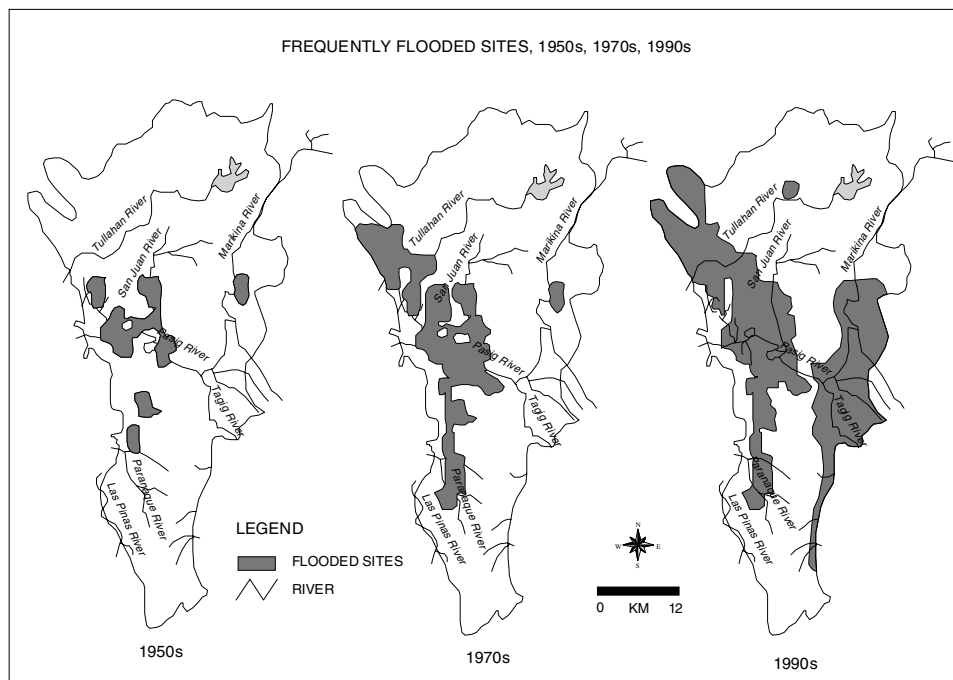 FREQUENTLY FLOODED SITES, 1950s, 1970s, 1990s
Tullahan River
San Juan River
Marikina River
Pasig River
Tagig River
Paranaque River
Las Pinas River
Tullahan River
San Juan River
Marikina River
Pasig River
Tagig River
Paranaque River
Las Pinas River
Tullahan River
San Juan River
Marikina River
Pasig River
Tagig River
Paranaque River
Las Pinas River
LEGEND
FLOODED SITES
RIVER
N
W E
S
0 KM 12
1950s
1970s
1990s